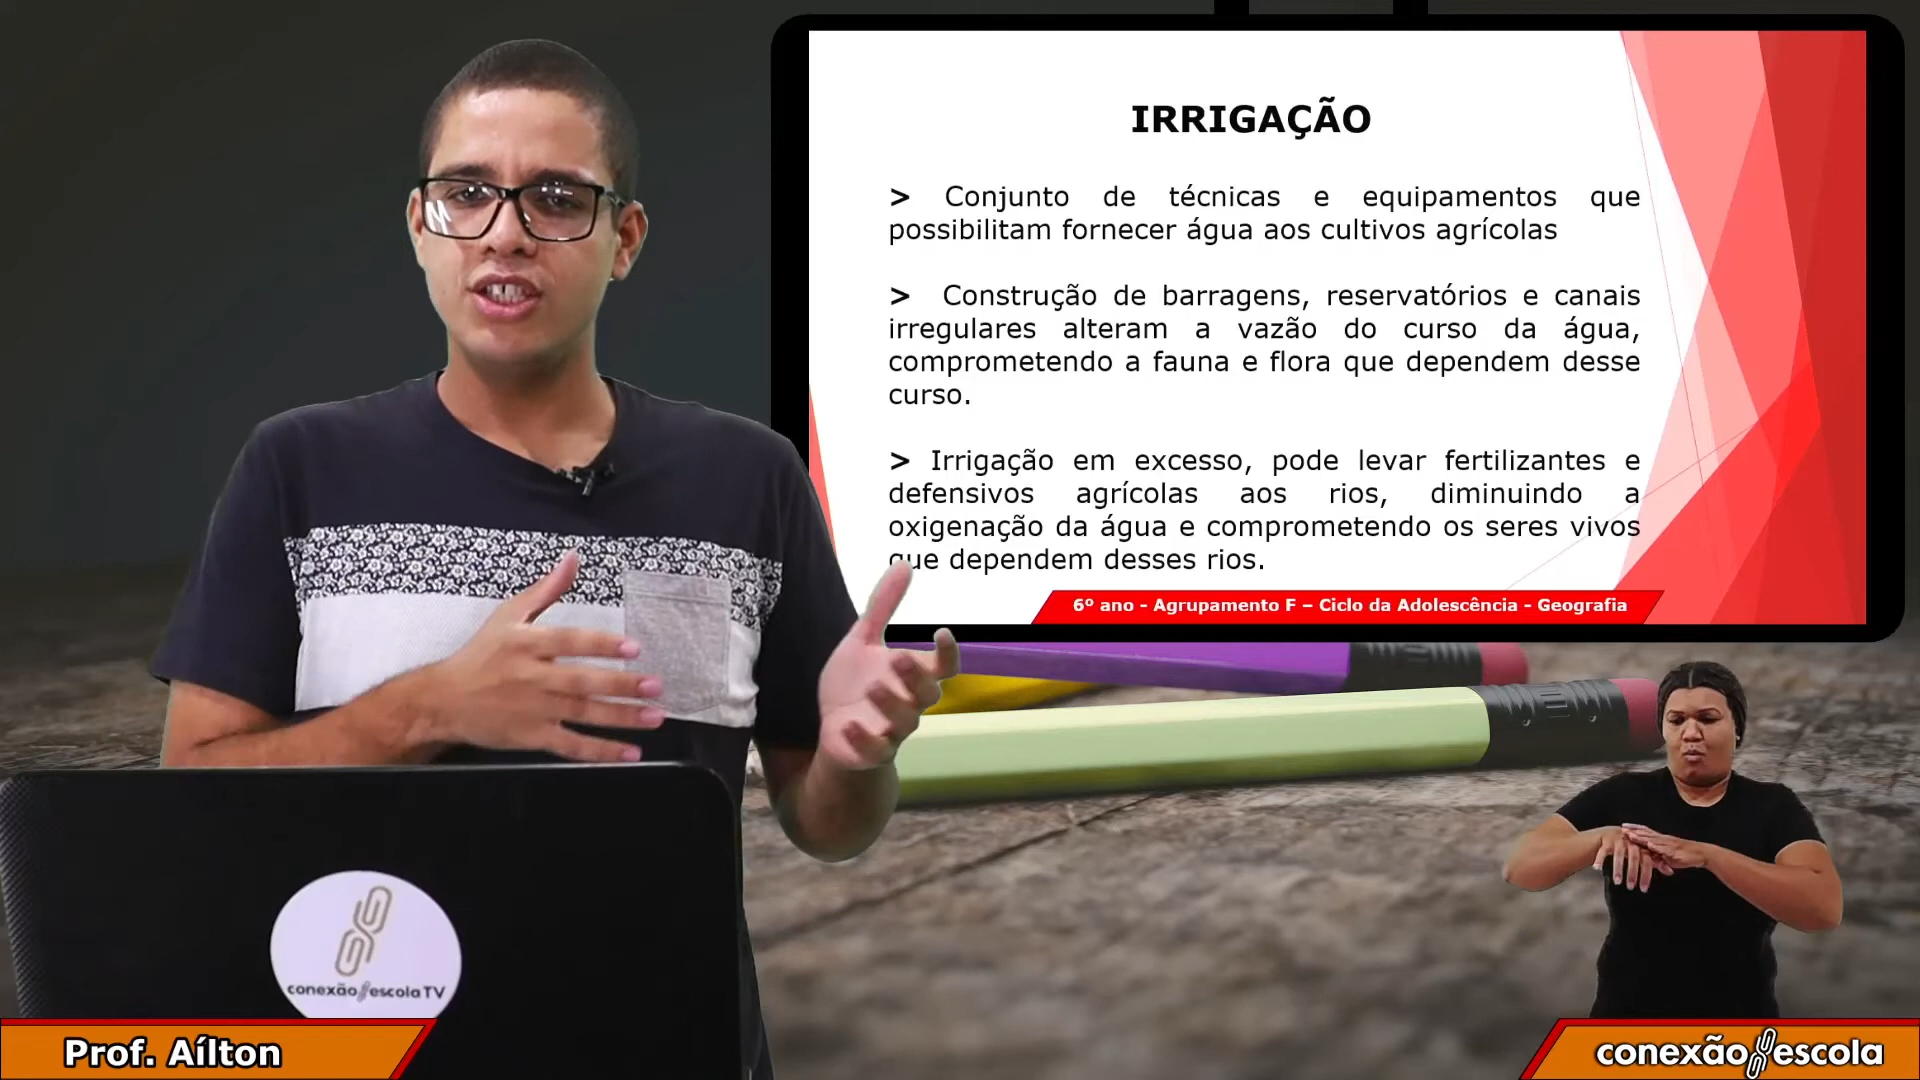 IRRIGAÇÃO
> Conjunto de técnicas e equipamentos que
possibilitam fornecer água aos cultivos agrícolas
> Construção de barragens, reservatórios e canais
irregulares alteram a vazão do curso da água,
comprometendo a fauna e flora que dependem desse
curso.
> Irrigação em excesso, pode levar fertilizantes e
defensivos agrícolas aos rios, diminuindo a
oxigenação da água e comprometendo os seres vivos
que dependem desses rios.
6º ano - Agrupamento F – Ciclo da Adolescência - Geografia
conexão escola TV
Prof. Aílton
conexão escola